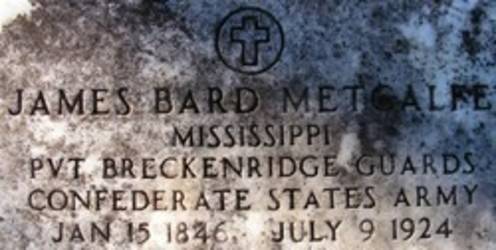 JAMES BARD METCALFE
MISSISSIPPI
PVT BRECKENRIDGE GUARDS
CONFEDERATE STATES ARMY
JAN 15 1846 JULY 9 1924